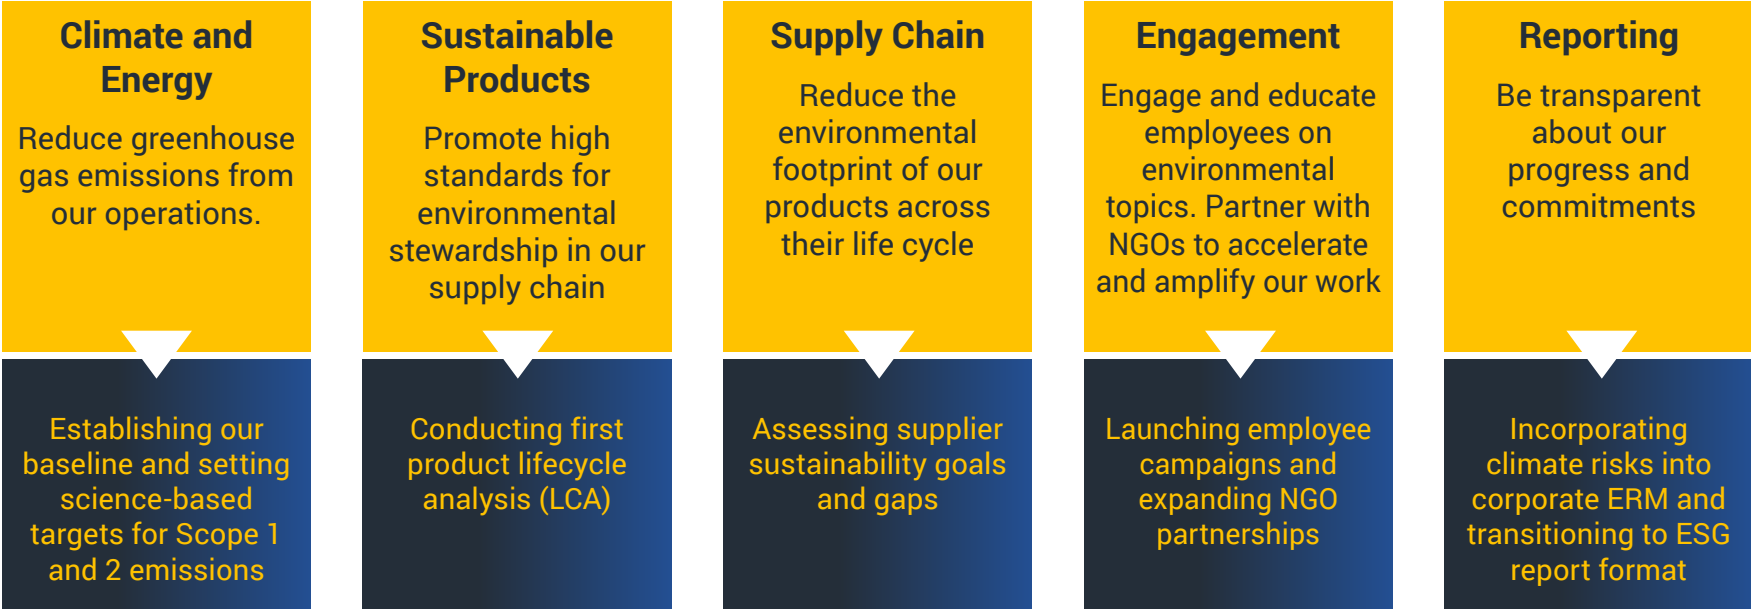 Climate and
Energy
Reduce greenhouse
gas emissions from
our operations.
Establishing our
baseline and setting
science-based
targets for Scope 1
and 2 emissions
Sustainable
Products
Promote high
standards for
environmental
stewardship in our
supply chain
Conducting first
product lifecycle
analysis (LCA)
Supply Chain
Reduce the
environmental
footprint of our
products across
their life cycle
Assessing supplier
sustainability goals
and gaps
Engagement
Engage and educate
employees on
environmental
topics. Partner with
NGOs to accelerate
and amplify our work
Launching employee
campaigns and
expanding NGO
partnerships
Reporting
Be transparent
about our
progress and
commitments
Incorporating
climate risks into
corporate ERM and
transitioning to ESG
report format